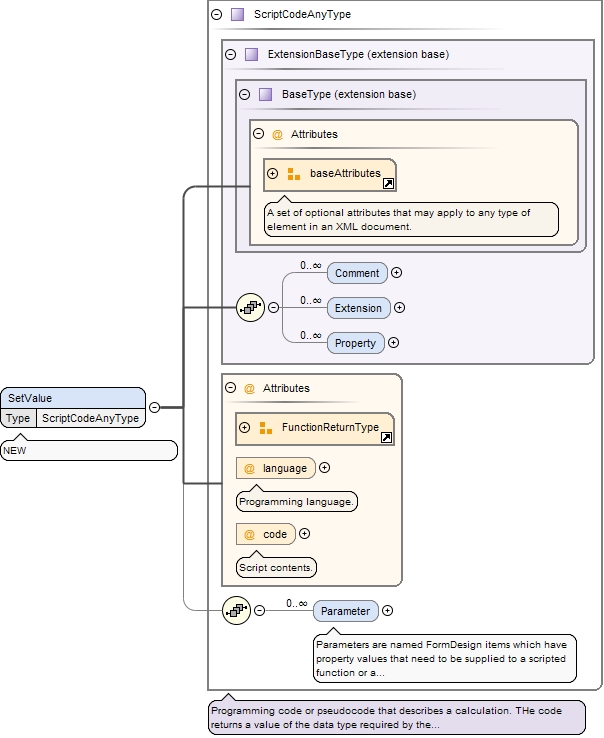 ScriptCodeAnyType
ExtensionBaseType (extension base)
BaseType (extension base)
@ Attributes
baseAttributes
A set of optional attributes that may apply to any type of
element in an XML document.
0..∞ Comment
0..∞ Extension
0..∞ Property
SetValue
Type ScriptCodeAnyType
NEW
@ Attributes
FunctionReturnType
@ language
Programming language.
@ code
Script contents.
0..∞ Parameter
Parameters are named FormDesign items which have
property values that need to be supplied to a scripted
function or a...
Programming code or pseudocode that describes a calculation. THe code
returns a value of the data type required by the...